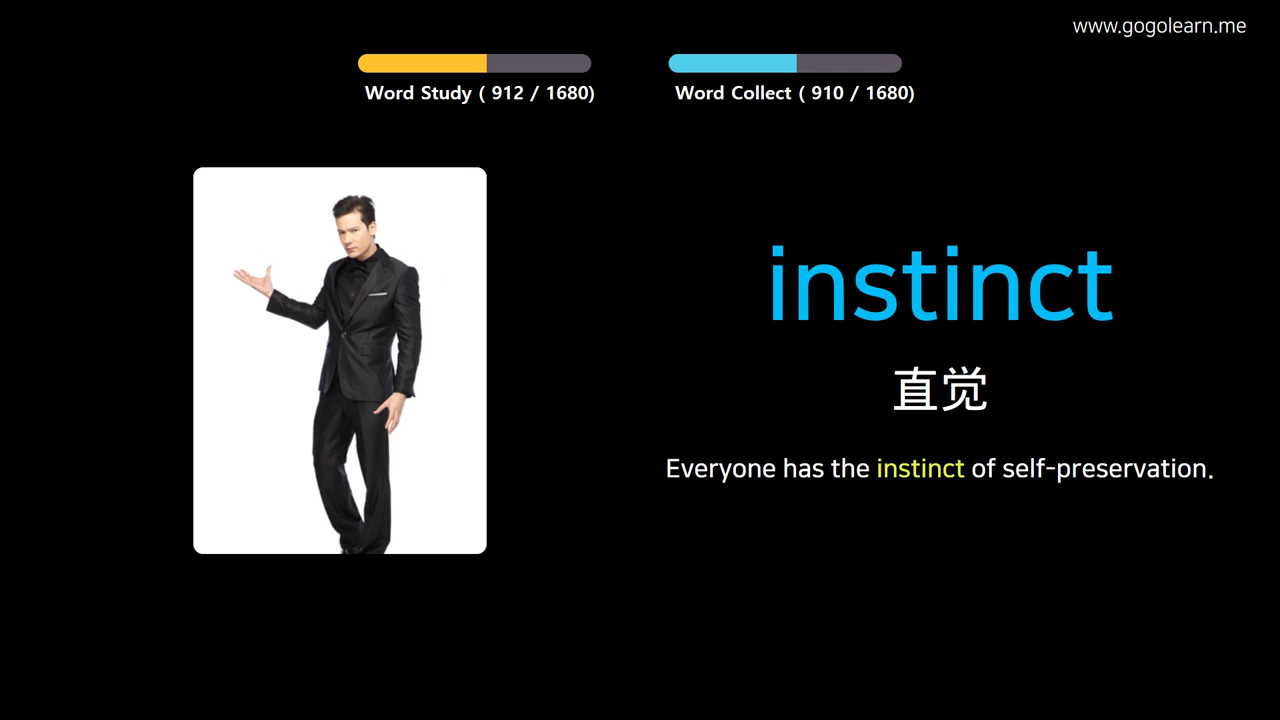 www.gogolearn.me
Word Study ( 912 / 1680)
Word Collect ( 910 / 1680)
instinct
直觉
Everyone has the instinct of self-preservation.